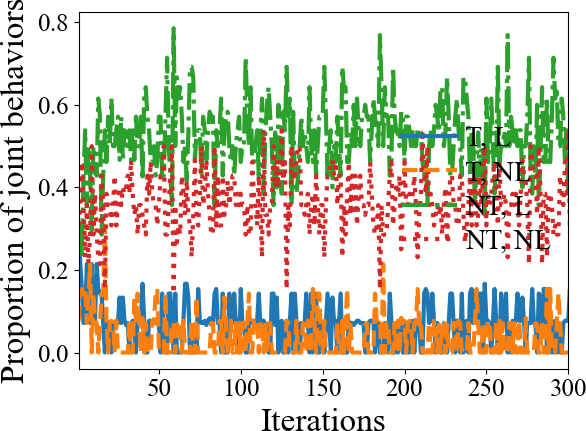 Proportion of joint behaviors
0.8
0.6
0.4
0.2
0.0
T, L
T, NL
NT, L
NT, NL
50
100
150
200
250
300
Iterations